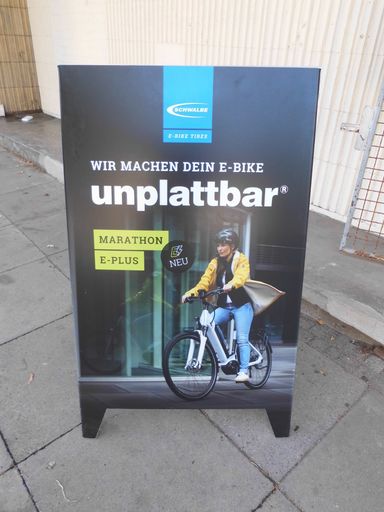 SCHWALBE
E-BIKE TIRES
WIR MACHEN DEIN E-BIKE
unplattbar®
MARATHON
E-PLUS
NEU